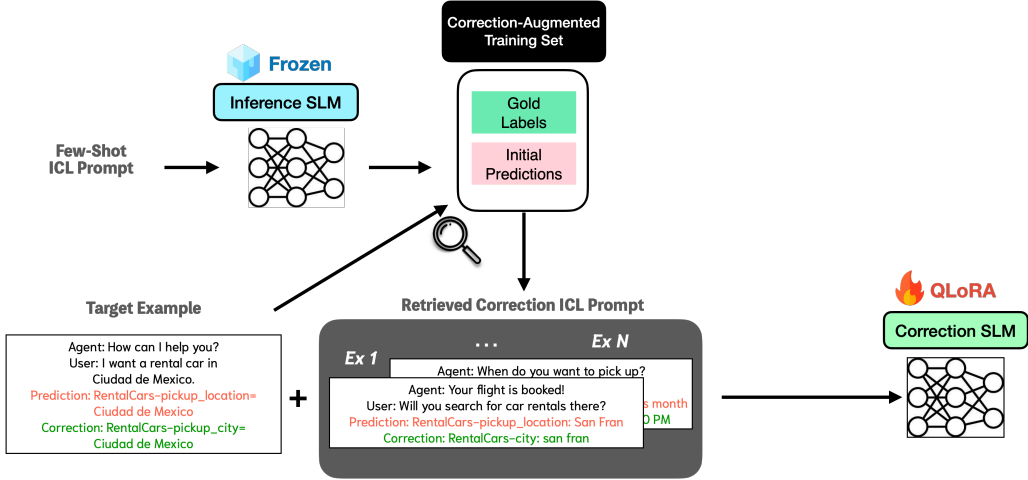 Correction-Augmented
Training Set
Frozen
Inference SLM
Gold
Labels
Initial
Predictions
Few-Shot
ICL Prompt
Target Example
Agent: How can I help you?
User: I want a rental car in
Ciudad de Mexico.
Prediction: RentalCars-pickup_location=
Ciudad de Mexico
Correction: RentalCars-pickup_city=
Ciudad de Mexico
+
Retrieved Correction ICL Prompt
Ex 1
...
Ex N
Agent: When do you want to pick up?
s month
0 PM
Agent: Your flight is booked!
User: Will you search for car rentals there?
Prediction: RentalCars-pickup_location: San Fran
Correction: RentalCars-city: san fran
QLoRA
Correction SLM